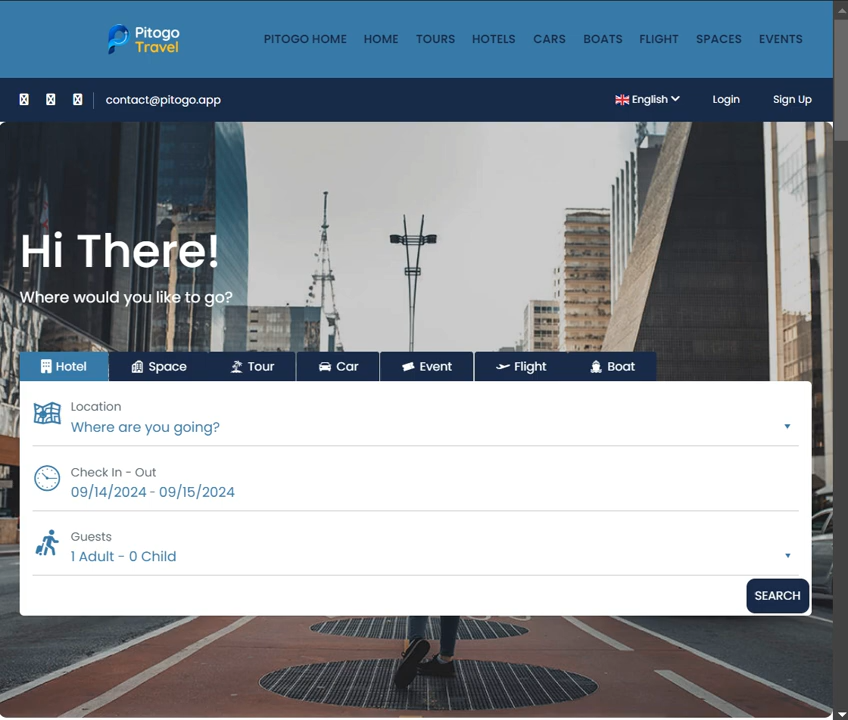 Pitogo
Travel
PITOGO HOME HOME TOURS HOTELS CARS BOATS FLIGHT SPACES EVENTS
contact@pitogo.app English Login Sign Up
Hi There!
Where would you like to go?
Hotel Space Tour Car Event Flight Boat
Location
Where are you going?
Check In - Out
09/14/2024 - 09/15/2024
Guests
1 Adult - 0 Child
SEARCH